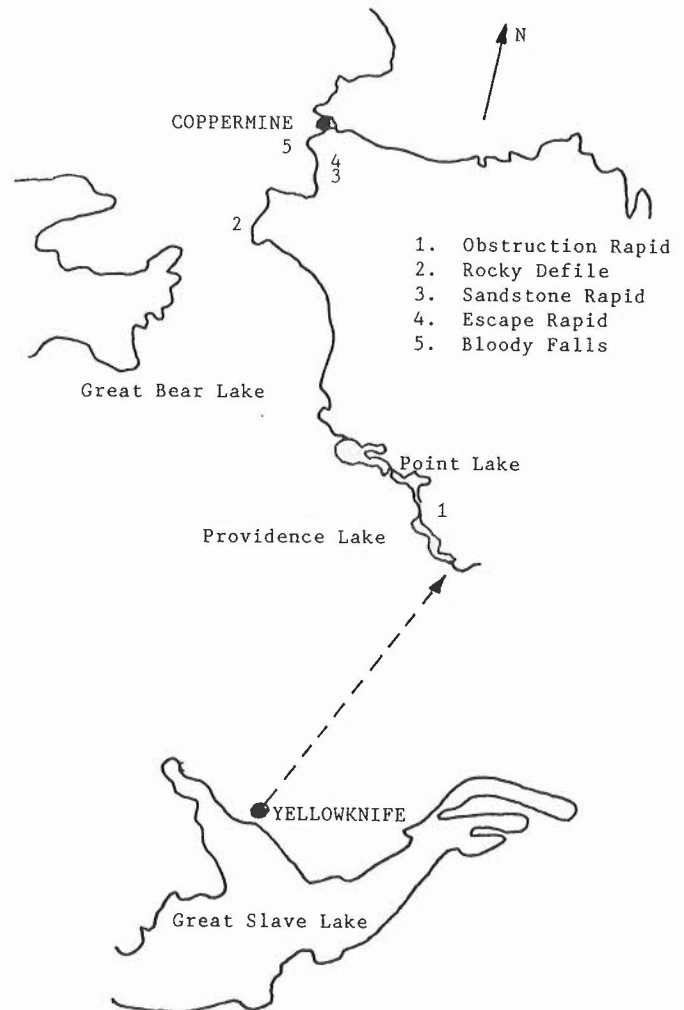 N
COPPERMINE
5
4
3
2
1. Obstruction Rapid
2. Rocky Defile
3. Sandstone Rapid
4. Escape Rapid
5. Bloody Falls
Great Bear Lake
Point Lake
1
Providence Lake
YELLOWKNIFE
Great Slave Lake